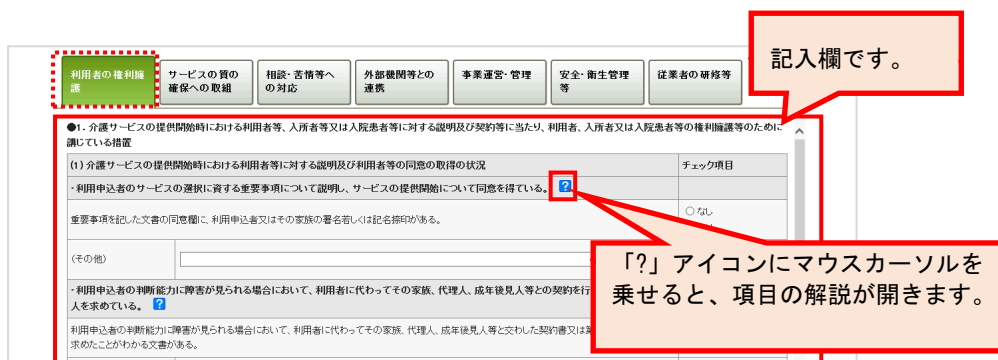 記入欄です。
利用者の権利擁
護
サービスの質の
確保への取組
相談・苦情等へ
の対応
外部機関等との
連携
事業運営・管理
安全・衛生管理
等
従業者の研修等
●1. 介護サービスの提供開始時における利用者等、入所者等又は入院患者等に対する説明及び契約等に当たり、利用者、入所者又は入院患者等の権利擁護等のために
講じている措置
(1) 介護サービスの提供開始時における利用者等に対する説明及び利用者等の同意の取得の状況
チェック項目
・利用申込者のサービスの選択に資する重要事項について説明し、サービスの提供開始について同意を得ている。 ?
重要事項を記した文書の同意欄に、利用申込者又はその家族の署名若しくは記名捺印がある。
なし
「?」アイコンにマウスカーソルを
乗せると、項目の解説が開きます。
(その他)
・利用申込者の判断能力に障害が見られる場合において、利用者に代わってその家族、代理人、成年後見人等との契約を行
人を求めている。 ?
利用申込者の判断能力に障害が見られる場合において、利用者に代わってその家族、代理人、成年後見人等と交わした契約書又は
求めたことがわかる文書がある。